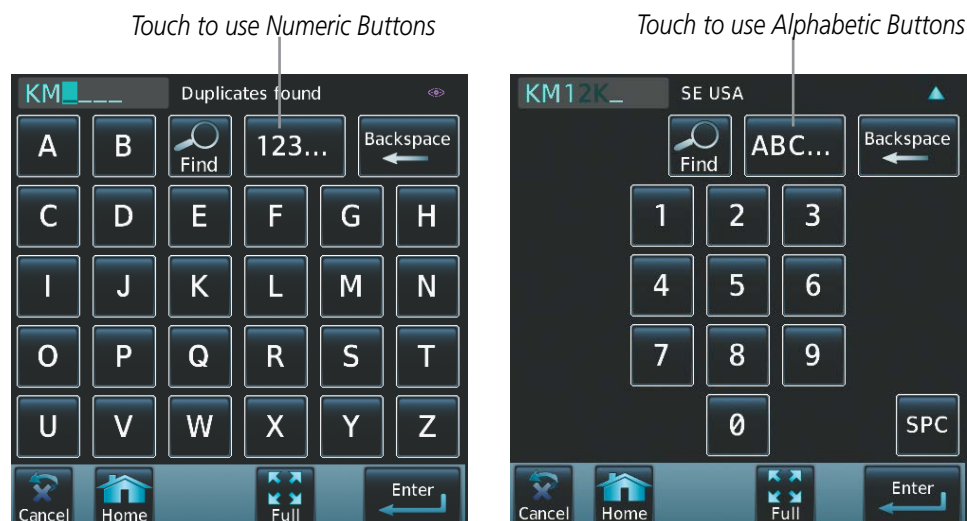 Touch to use Numeric Buttons
KM____ Duplicates found
A B Find 123... Backspace
C D E F G H
I J K L M N
O P Q R S T
U V W X Y Z
Cancel Home Full Enter
Touch to use Alphabetic Buttons
KM12K_ SE USA
Find ABC... Backspace
1 2 3
4 5 6
7 8 9
0 SPC
Cancel Home Full Enter